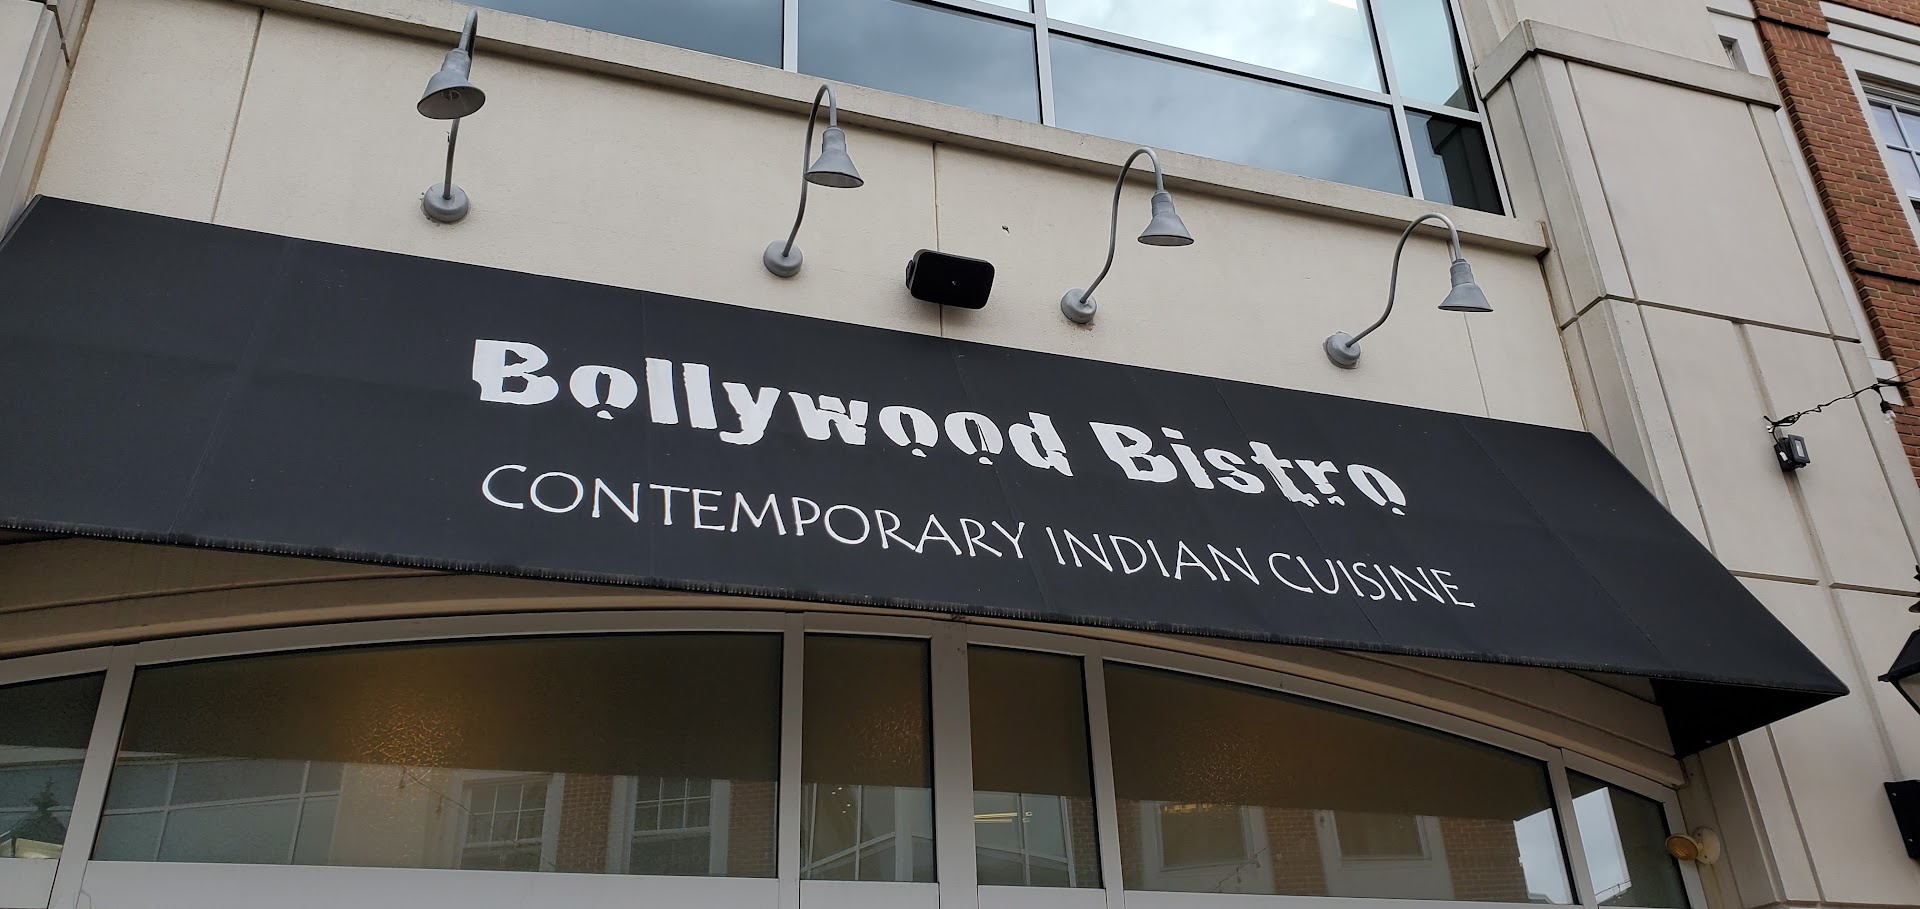 Bollywood Bistro
CONTEMPORARY INDIAN CUISINE